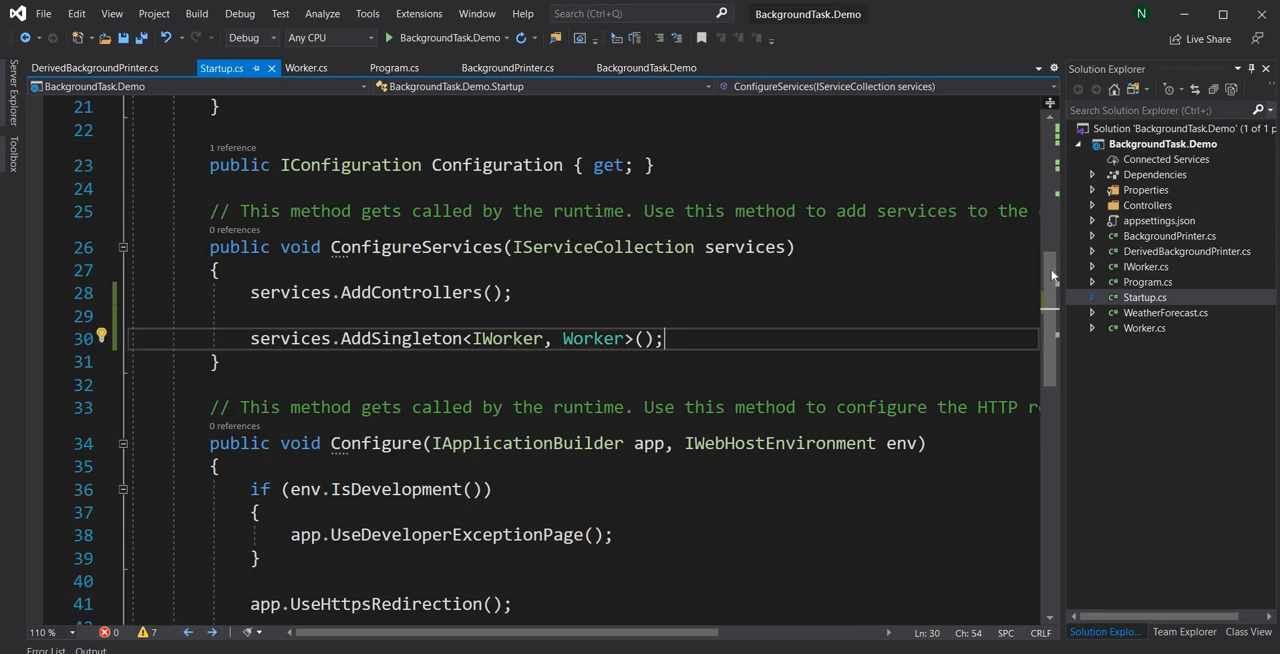 File Edit View Project Build Debug Test Analyze Tools Extensions Window Help Search (Ctrl+Q) BackgroundTask.Demo N
Debug Any CPU BackgroundTask.Demo Live Share
Server Explorer
Toolbox
DerivedBackgroundPrinter.cs Startup.cs Worker.cs Program.cs BackgroundPrinter.cs BackgroundTask.Demo
BackgroundTask.Demo BackgroundTask.Demo.Startup ConfigureServices(IServiceCollection services)
21 }
22
1 reference
23 public IConfiguration Configuration { get; }
24
25 // This method gets called by the runtime. Use this method to add services to the
0 references
26 public void ConfigureServices(IServiceCollection services)
27 {
28 services.AddControllers();
29
30 services.AddSingleton<IWorker, Worker>();
31 }
32
33 // This method gets called by the runtime. Use this method to configure the HTTP
0 references
34 public void Configure(IApplicationBuilder app, IWebHostEnvironment env)
35 {
36 if (env.IsDevelopment())
37 {
38 app.UseDeveloperExceptionPage();
39 }
40
41 app.UseHttpsRedirection();
110 % 0 7 Ln: 30 Ch: 54 SPC CRLF
Error List Output
Solution Explorer
Search Solution Explorer (Ctrl+;)
Solution 'BackgroundTask.Demo' (1 of 1 p
BackgroundTask.Demo
Connected Services
Dependencies
Properties
Controllers
appsettings.json
BackgroundPrinter.cs
DerivedBackgroundPrinter.cs
IWorker.cs
Program.cs
Startup.cs
WeatherForecast.cs
Worker.cs
Solution Explo... Team Explorer Class View